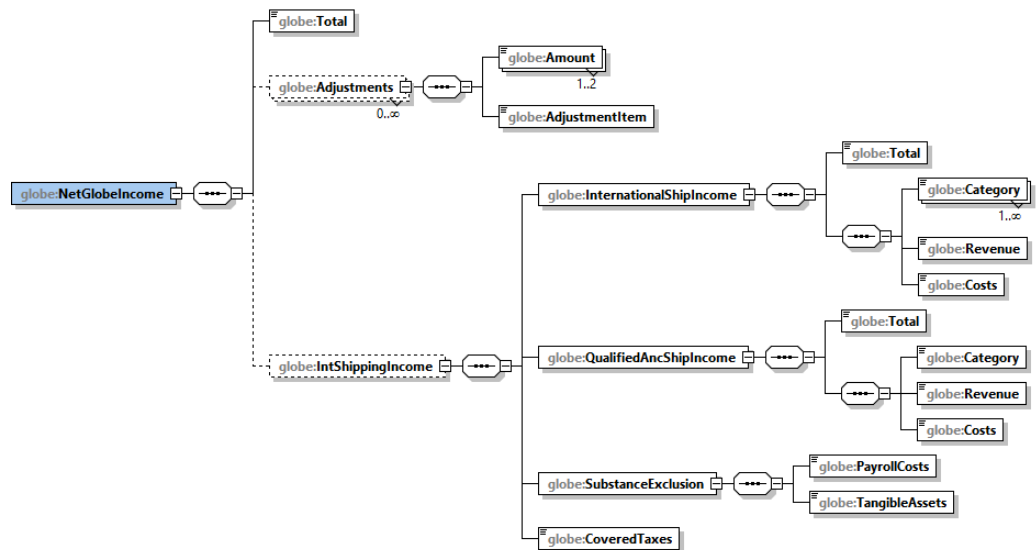 globe:Total
globe:Amount
1..2
globe:Adjustments
0..∞
globe:AdjustmentItem
globe:Total
globe:NetGlobeIncome
globe:InternationalShipIncome
globe:Category
1..∞
globe:Revenue
globe:Costs
globe:Total
globe:IntShippingIncome
globe:QualifiedAncShipIncome
globe:Category
globe:Revenue
globe:Costs
globe:SubstanceExclusion
globe:PayrollCosts
globe:TangibleAssets
globe:CoveredTaxes